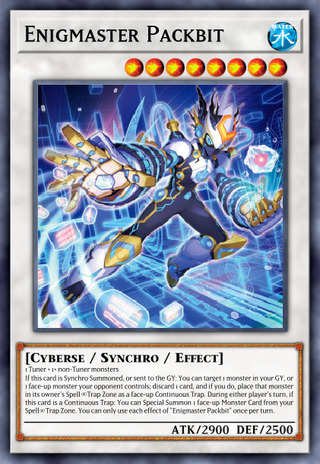 Enigmaster Packbit
WATER
水
[Cyberse / Synchro / Effect]
1 Tuner + 1+ non-Tuner monsters
If this card is Synchro Summoned, or sent to the GY: You can target 1 monster in your GY, or
1 face-up monster your opponent controls; discard 1 card, and if you do, place that monster
in its owner's Spell & Trap Zone as a face-up Continuous Trap. During either player's turn, if
this card is a Continuous Trap: You can Special Summon 1 face-up Monster Card from your
Spell & Trap Zone. You can only use each effect of "Enigmaster Packbit" once per turn.
ATK/2900 DEF/2500